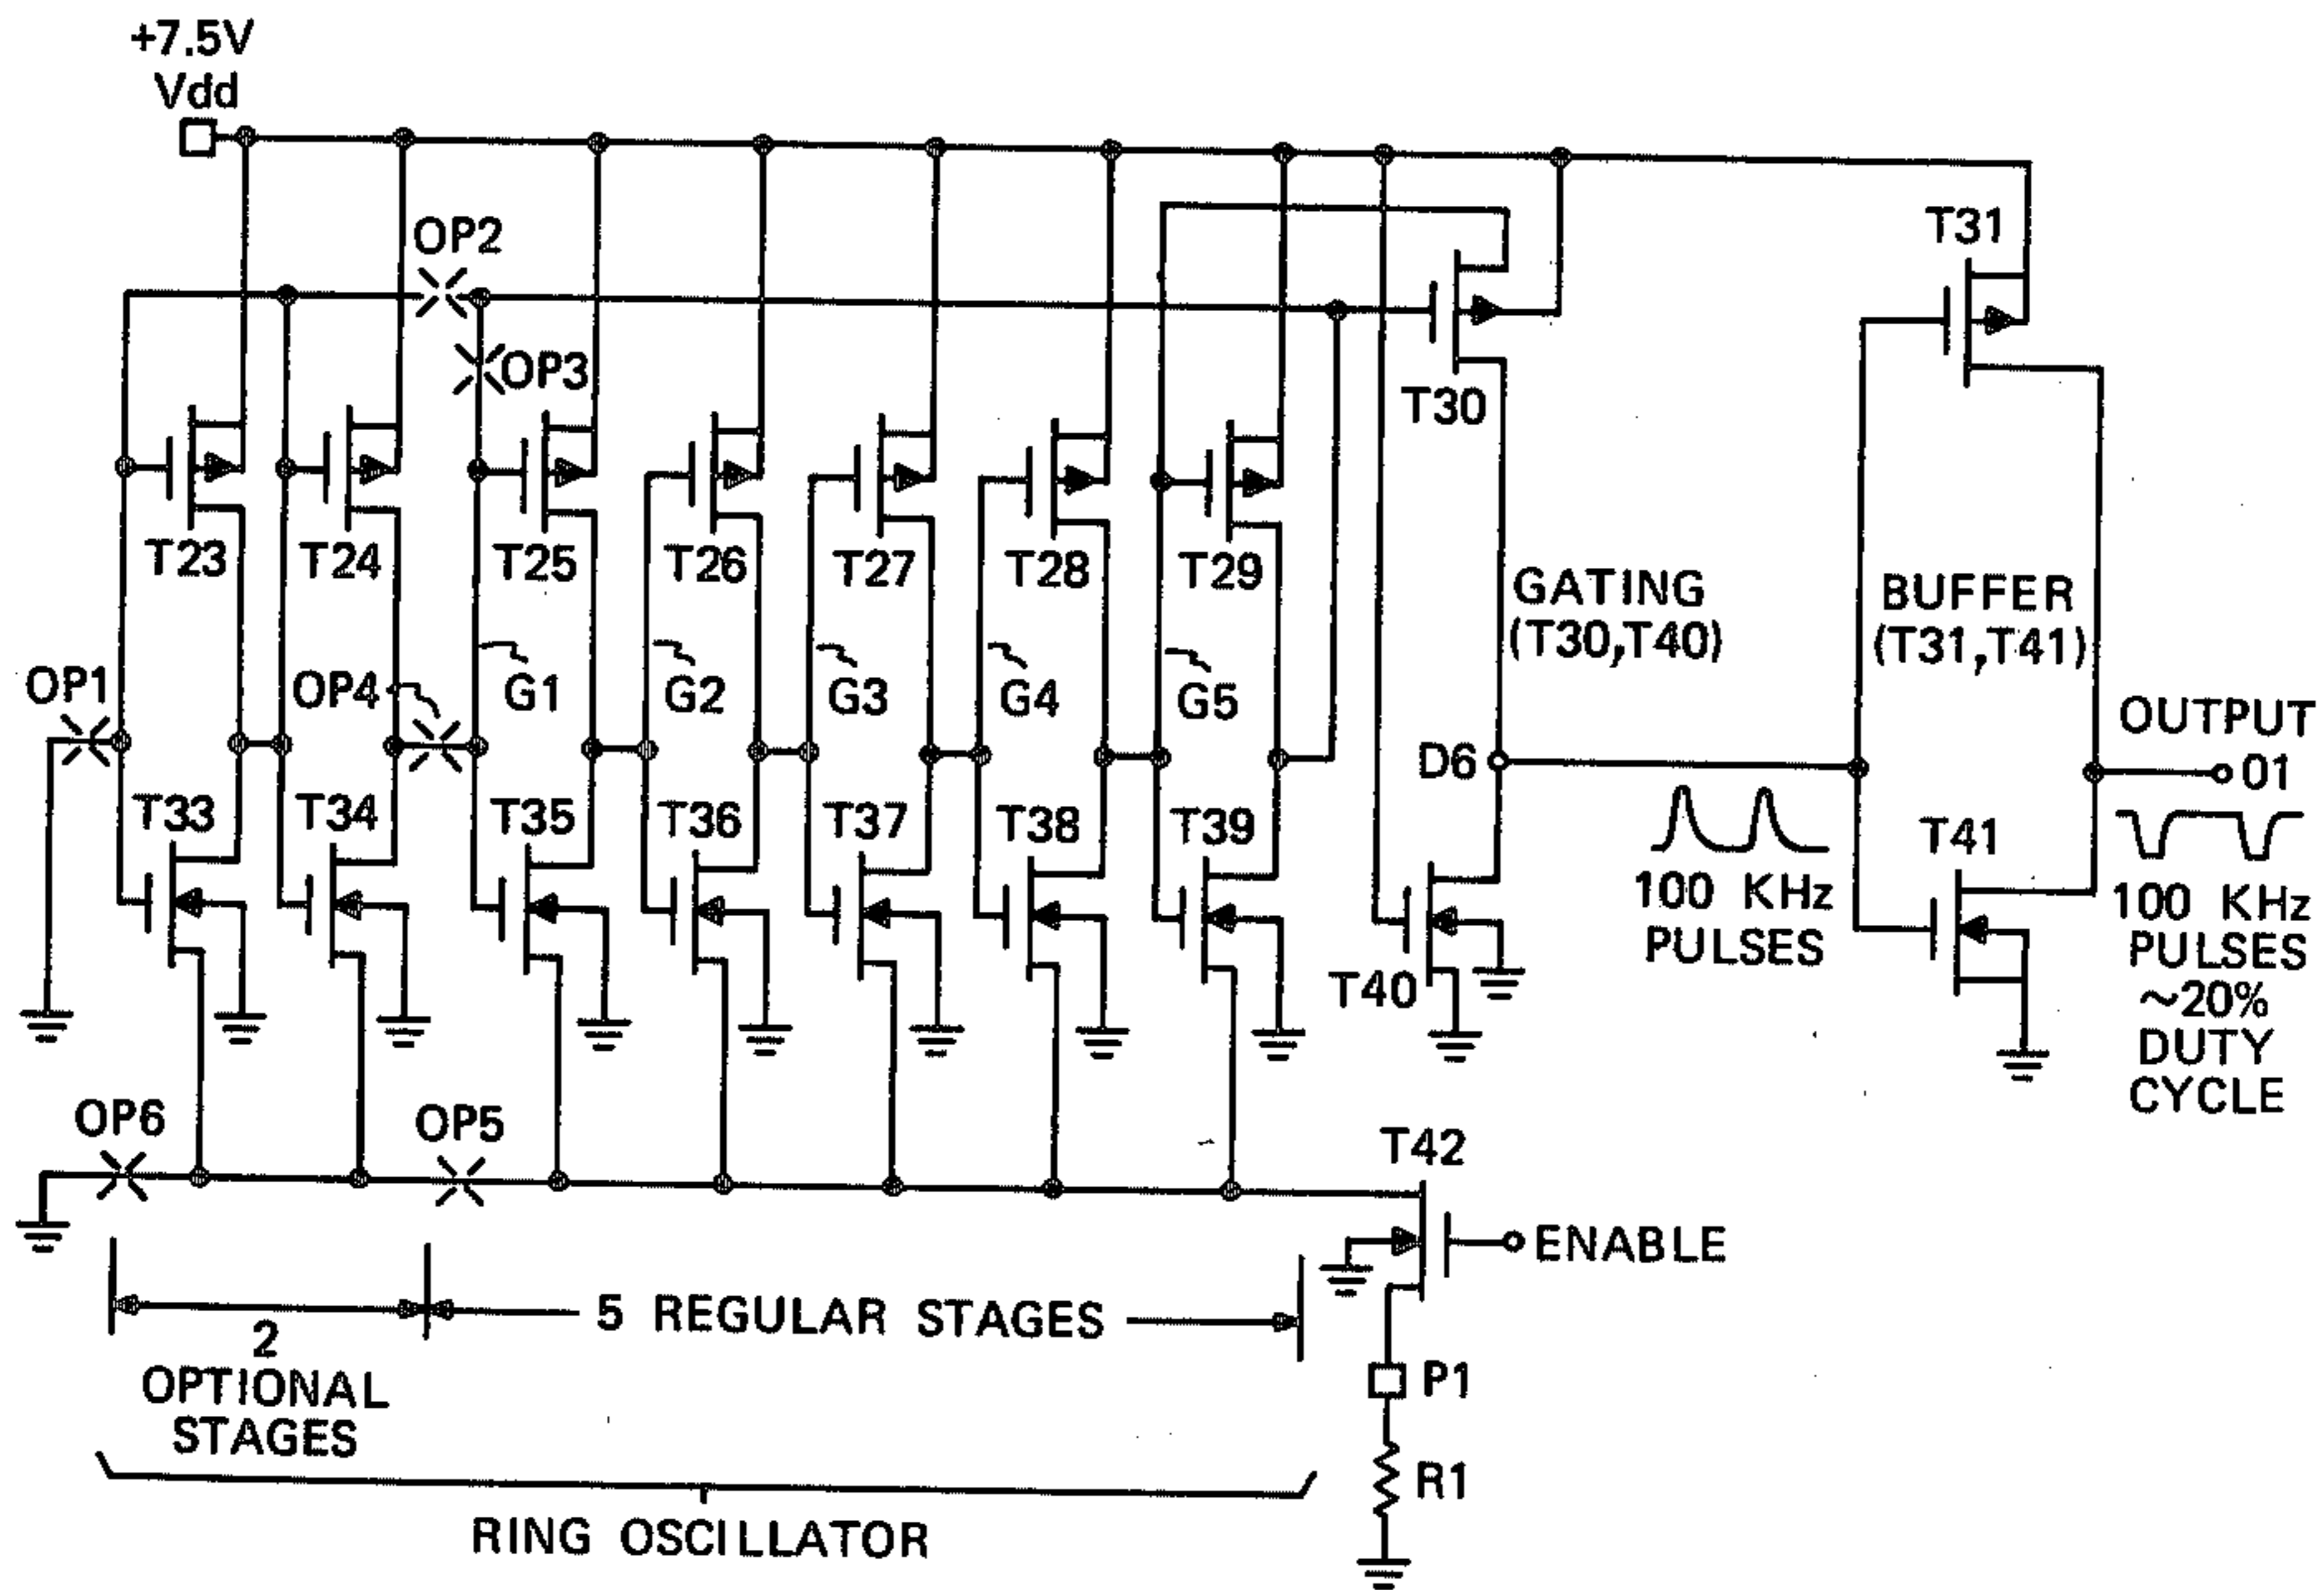 +7.5V
Vdd
T31
OP2
OP3
T30
T23
T24
T25
T26
T27
T28
T29
GATING
(T30,T40)
BUFFER
(T31,T41)
OP1
OP4
G1
G2
G3
G4
G5
OUTPUT
01
D6
T33
T34
T35
T36
T37
T38
T39
T40
T41
100 KHz
PULSES
100 KHz
PULSES
~20%
DUTY
CYCLE
OP6
OP5
T42
ENABLE
2
OPTIONAL
STAGES
5 REGULAR STAGES
P1
R1
RING OSCILLATOR